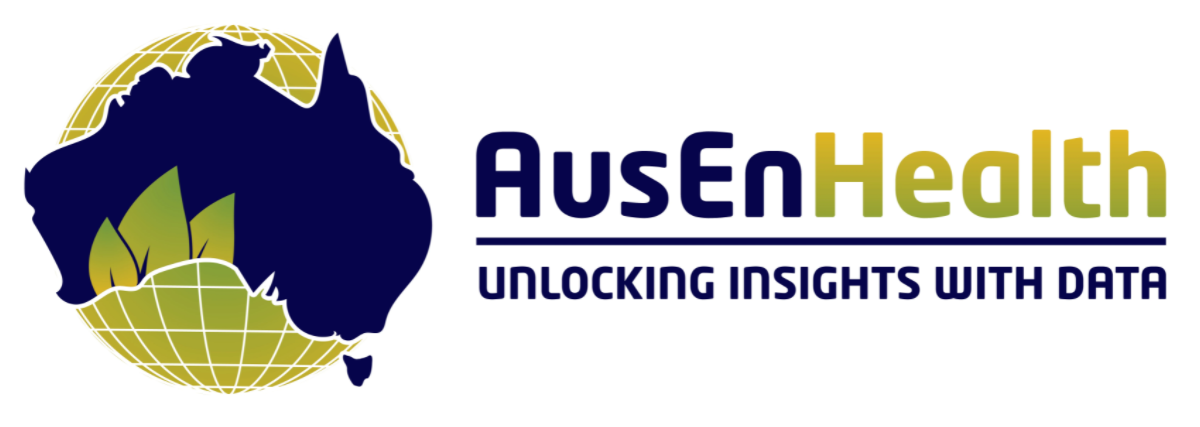 AusEnHealth
UNLOCKING INSIGHTS WITH DATA